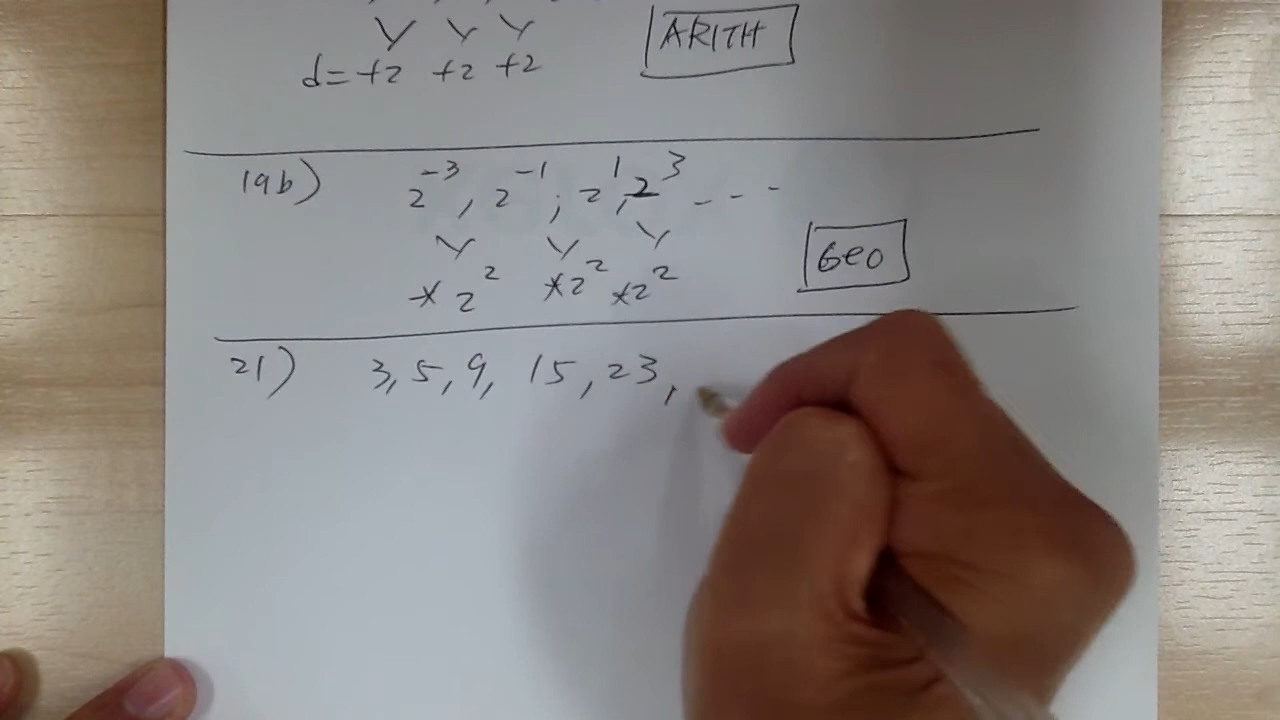 ARITH
d=+2 +2 +2
19b) 2^-3, 2^-1, 2^1, 2^3 ---
*2^2 *2^2 *2^2 Geo
21) 3, 5, 9, 15, 23,